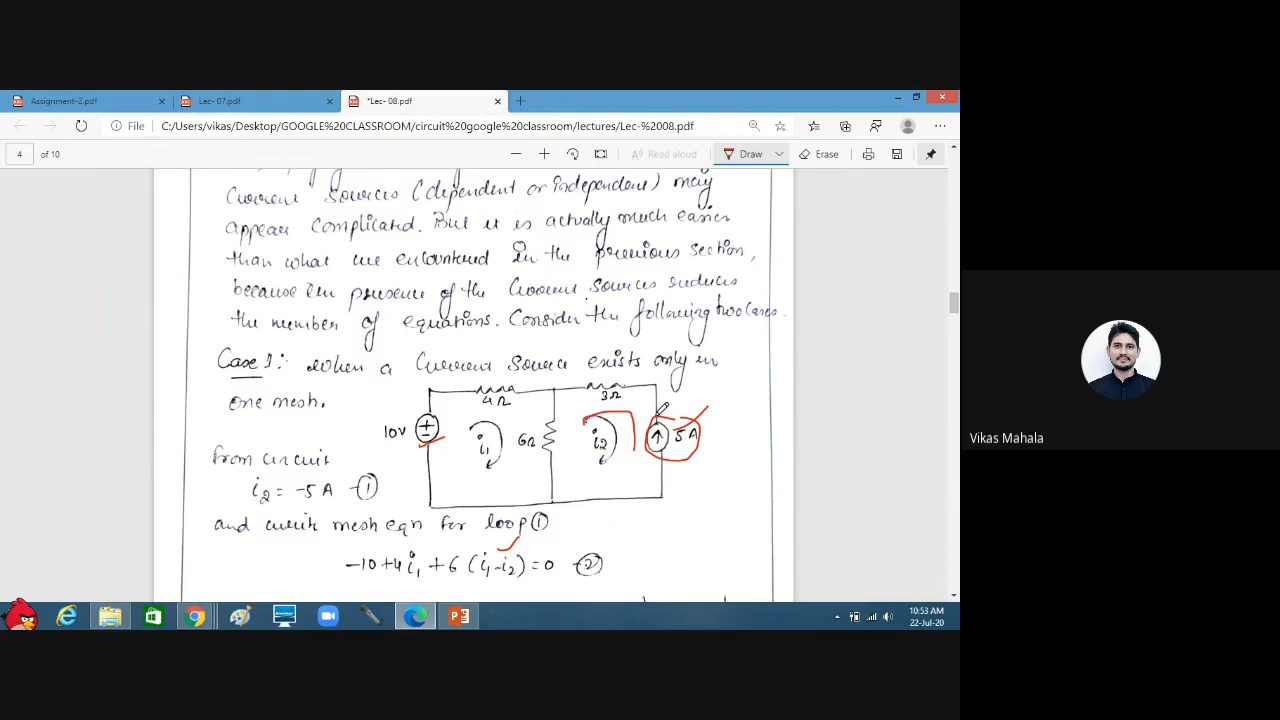 Assignment-2.pdf
Lec- 07.pdf
*Lec- 08.pdf
File | C:/Users/vikas/Desktop/GOOGLE%20CLASSROOM/circuit%20google%20classroom/lectures/Lec-%2008.pdf
4 of 10
Read aloud
Draw
Erase
Current sources (dependent or independent) may
appear complicated. But it is actually much easier
than what we encountered in the previous section,
because the presence of the Current sources reduces
the number of equations. Consider the following two cases.
Case 1:- When a Current source exists only in
one mesh.
4Ω
3Ω
10V
+
-
i1
6Ω
i2
5A
from circuit
i2 = -5 A -①
and write mesh eqn for loop ①
-10+4i1 + 6 (i1-i2) = 0 -②
Vikas Mahala
10:53 AM
22-Jul-20